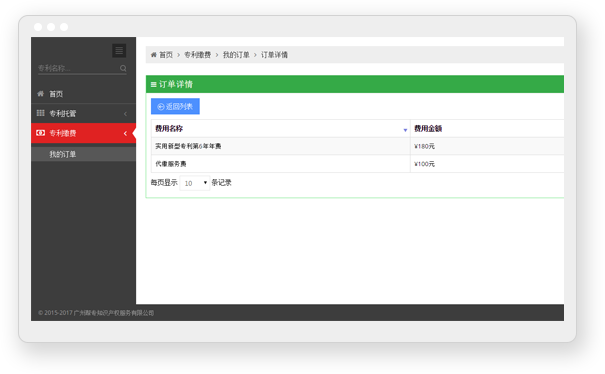 专利名称...
首页
专利托管
专利缴费
我的订单
首页 > 专利缴费 > 我的订单 > 订单详情
订单详情
返回列表
费用名称 费用金额
实用新型专利第6年年费 ¥180元
代缴服务费 ¥100元
每页显示 10 条记录
© 2015-2017 广州
知识产权服务有限公司